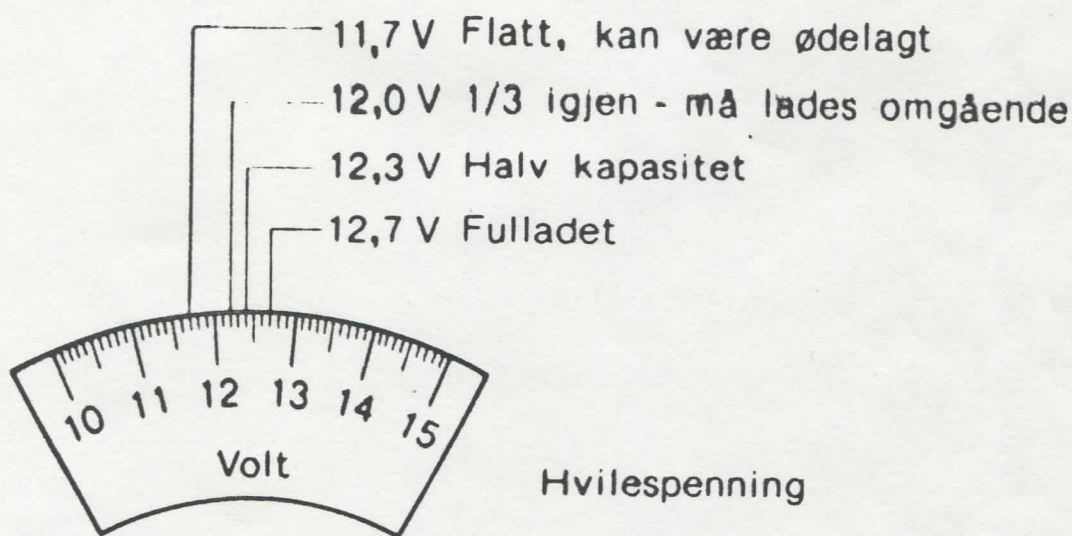 11,7 V Flatt, kan være ødelagt
12,0 V 1/3 igjen - må lades omgående
12,3 V Halv kapasitet
12,7 V Fulladet
10 11 12 13 14 15
Volt
Hvilespenning